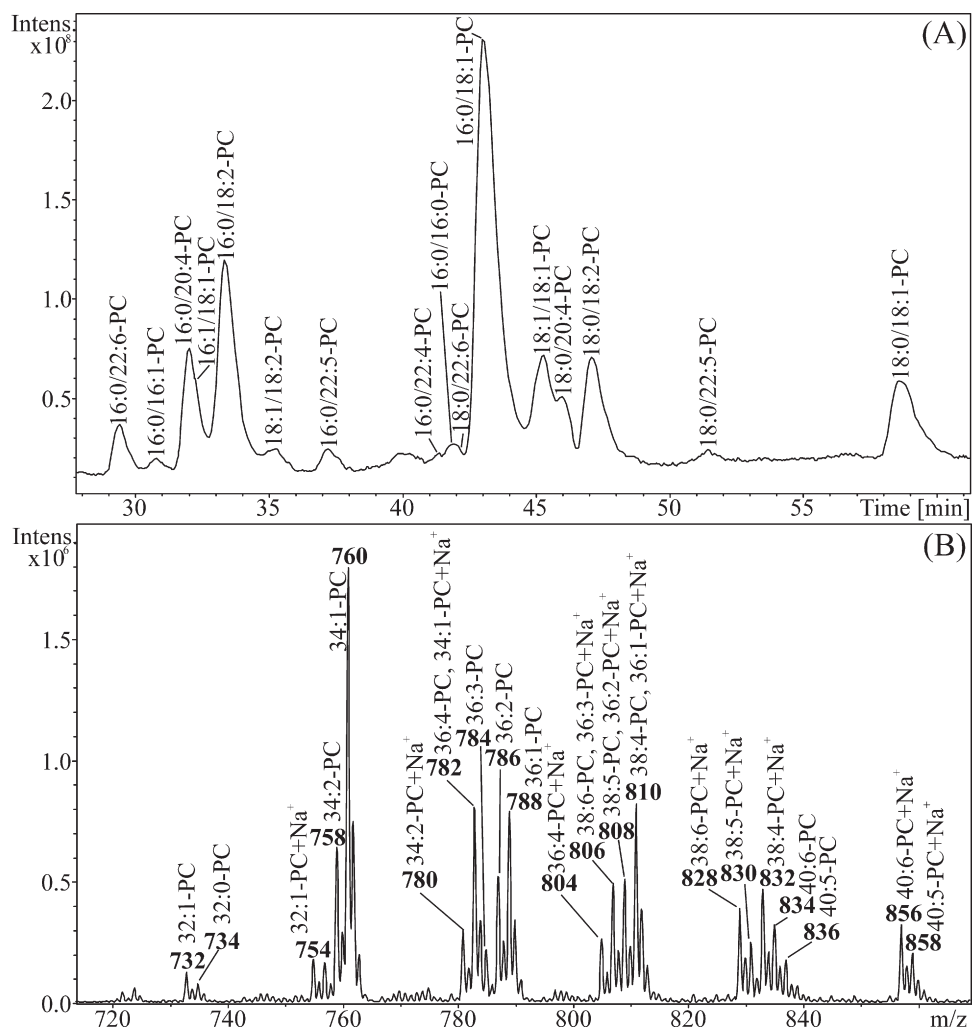 Intens.
x10⁸
(A)
2.0
1.5
1.0
0.5
16:0/22:6-PC
16:0/16:1-PC
16:0/20:4-PC
16:1/18:1-PC
16:0/18:2-PC
18:1/18:2-PC
16:0/22:5-PC
16:0/22:4-PC
16:0/16:0-PC
18:0/22:6-PC
16:0/18:1-PC
18:1/18:1-PC
18:0/20:4-PC
18:0/18:2-PC
18:0/22:5-PC
18:0/18:1-PC
30 35 40 45 50 55 Time [min]
Intens.
x10⁶
(B)
1.5
1.0
0.5
0.0
732 32:1-PC
734 32:0-PC
754 32:1-PC+Na⁺
758 34:2-PC
760 34:1-PC
780 34:2-PC+Na⁺
782 36:4-PC, 34:1-PC+Na⁺
784 36:3-PC
786 36:2-PC
788 36:1-PC
804 36:4-PC+Na⁺
806 38:6-PC, 36:3-PC+Na⁺
808 38:5-PC, 36:2-PC+Na⁺
810 38:4-PC, 36:1-PC+Na⁺
828 38:6-PC+Na⁺
830 38:5-PC+Na⁺
832 38:4-PC+Na⁺
834 40:6-PC
836 40:5-PC
856 40:6-PC+Na⁺
858 40:5-PC+Na⁺
720 740 760 780 800 820 840 m/z